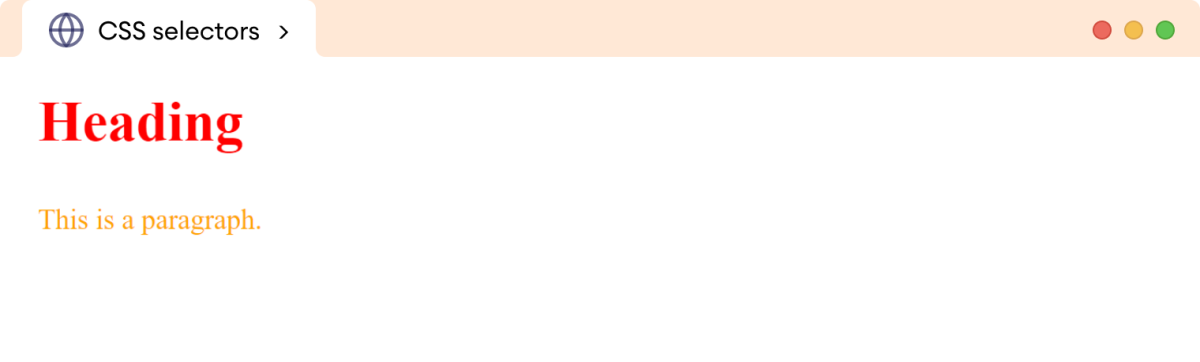 CSS selectors >
Heading
This is a paragraph.